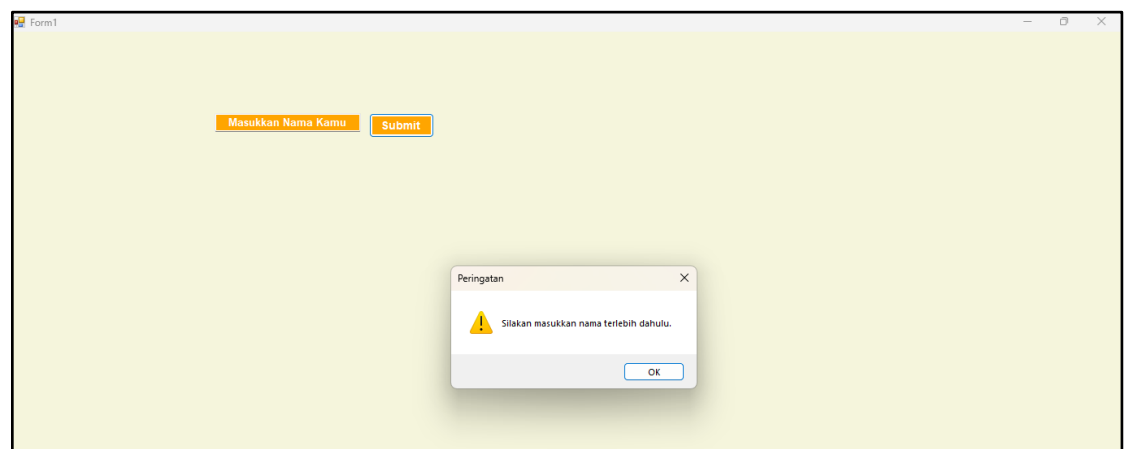 Form1
Masukkan Nama Kamu
Submit
Peringatan
Silakan masukkan nama terlebih dahulu.
OK